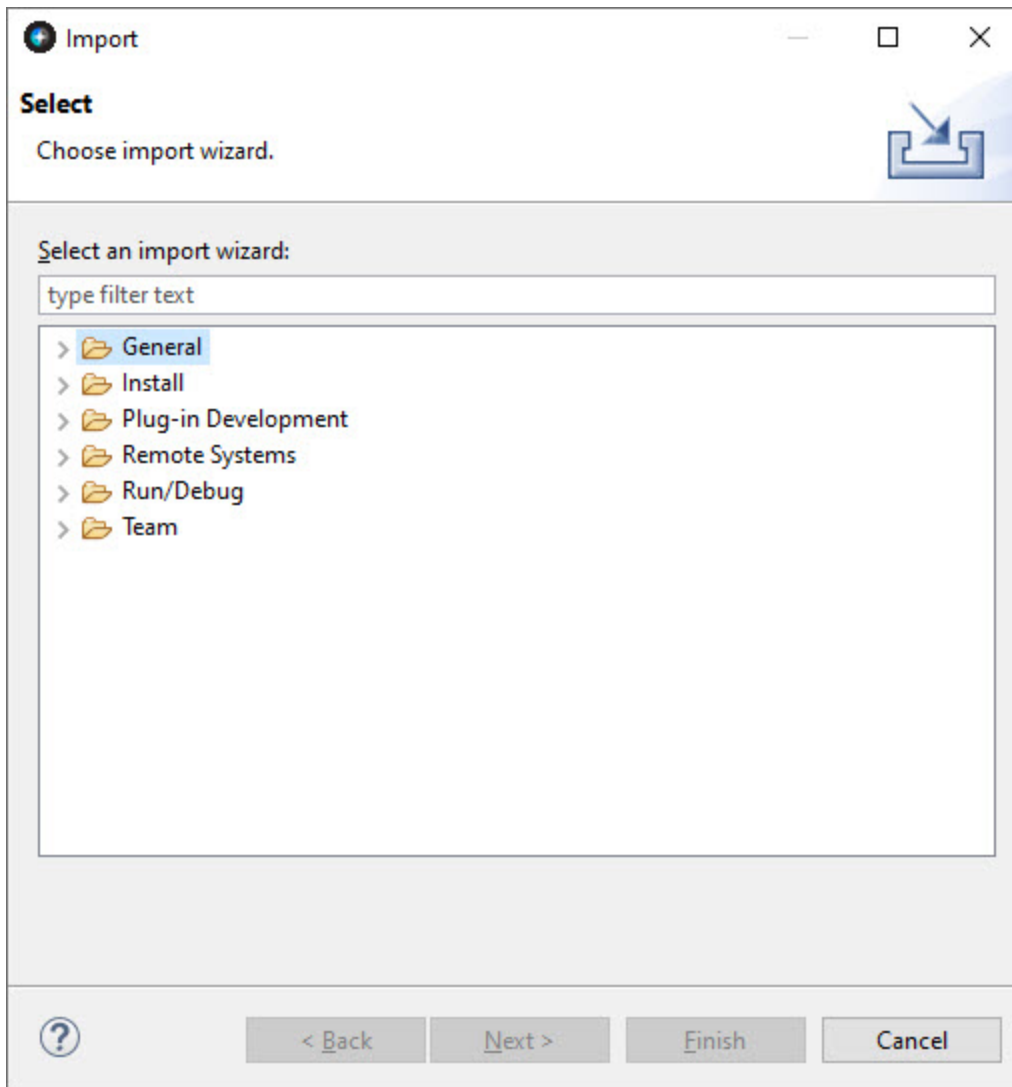 Import
Select
Choose import wizard.
Select an import wizard:
type filter text
General
Install
Plug-in Development
Remote Systems
Run/Debug
Team
?
< Back
Next >
Finish
Cancel